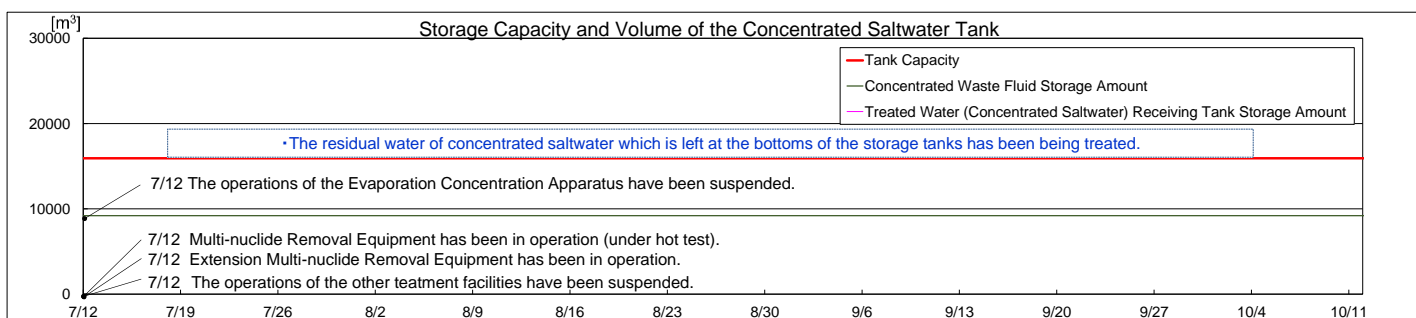 [m³]
Storage Capacity and Volume of the Concentrated Saltwater Tank
30000
Tank Capacity
Concentrated Waste Fluid Storage Amount
Treated Water (Concentrated Saltwater) Receiving Tank Storage Amount
20000
・The residual water of concentrated saltwater which is left at the bottoms of the storage tanks has been being treated.
7/12 The operations of the Evaporation Concentration Apparatus have been suspended.
10000
7/12 Multi-nuclide Removal Equipment has been in operation (under hot test).
7/12 Extension Multi-nuclide Removal Equipment has been in operation.
7/12 The operations of the other teatment facilities have been suspended.
0
7/12 7/19 7/26 8/2 8/9 8/16 8/23 8/30 9/6 9/13 9/20 9/27 10/4 10/11